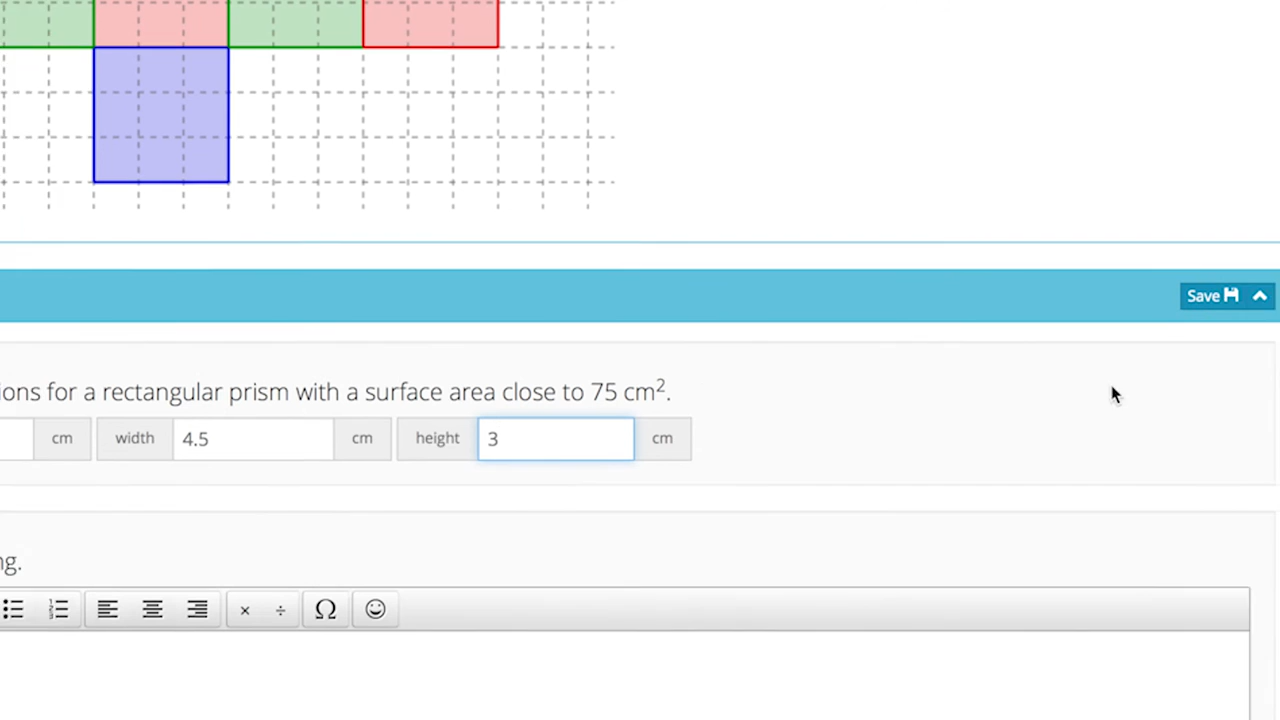 Save
ions for a rectangular prism with a surface area close to 75 cm².
cm width 4.5 cm height 3 cm
ng.
× ÷ Ω